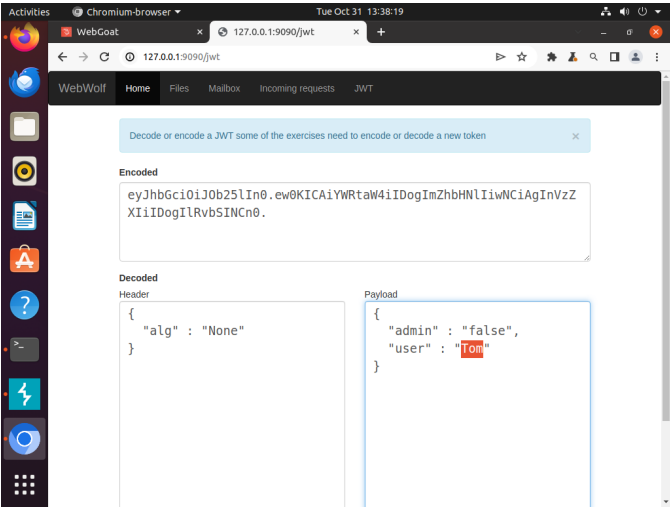 Activities Chromium-browser Tue Oct 31 13:38:19
WebGoat × 127.0.0.1:9090/jwt × +
127.0.0.1:9090/jwt
WebWolf Home Files Mailbox Incoming requests JWT
Decode or encode a JWT some of the exercises need to encode or decode a new token ×
Encoded
eyJhbGciOiJOb25lIn0.ew0KICAiYWRtaW4iIDogImZhbHNlIiwNCiAgInVzZ
XIiIDogIlRvbSINCn0.
Decoded
Header Payload
{
"alg" : "None"
}
{
"admin" : "false",
"user" : "Tom"
}